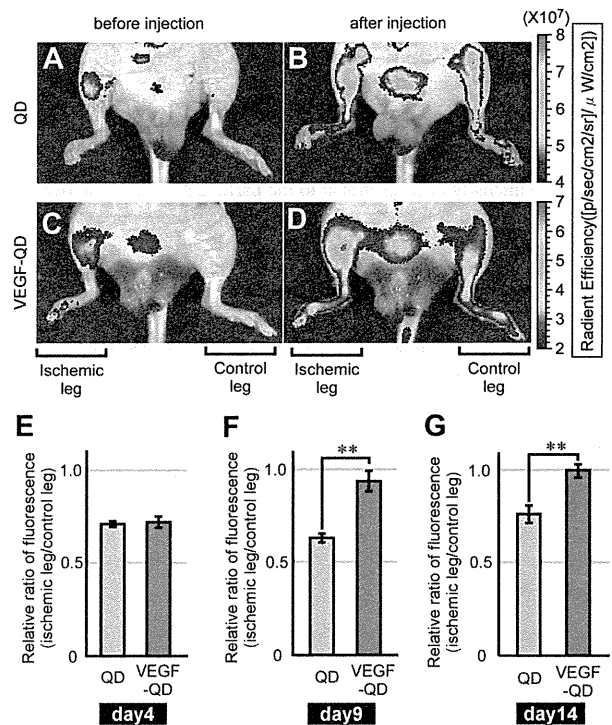 before injection
after injection
(X10⁷)
QD
A
B
8
7
6
5
4
VEGF-QD
C
D
7
6
5
4
3
2
Radient Efficiency([p/sec/cm2/sr]/ μ W/cm2])
Ischemic leg
Control leg
Ischemic leg
Control leg
E
F
G
Relative ratio of fluorescence (ischemic leg/control leg)
1.0
0.5
0
QD
VEGF -QD
day4
Relative ratio of fluorescence (ischemic leg/control leg)
1.0
0.5
0
**
QD
VEGF -QD
day9
Relative ratio of fluorescence (ischemic leg/control leg)
1.0
0.5
0
**
QD
VEGF -QD
day14